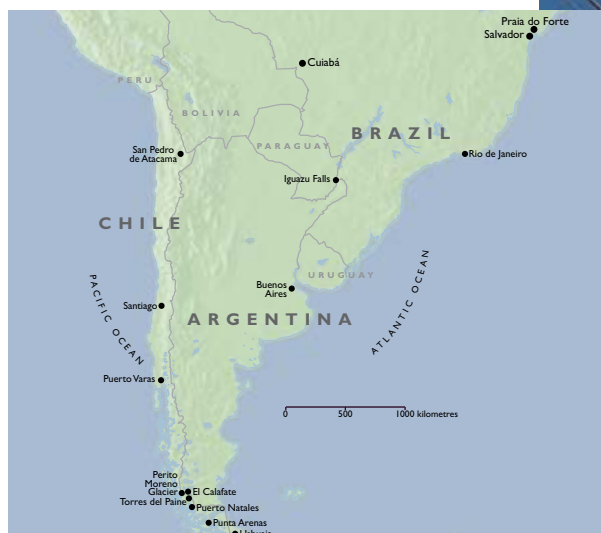 Praia do Forte
Salvador
Cuiabá
PERU
BOLIVIA
BRAZIL
PARAGUAY
San Pedro
de Atacama
Rio de Janeiro
Iguazu Falls
CHILE
URUGUAY
PACIFIC OCEAN
ATLANTIC OCEAN
Buenos
Aires
Santiago
ARGENTINA
Puerto Varas
0 500 1000 kilometres
Perito
Moreno
Glacier
El Calafate
Torres del Paine
Puerto Natales
Punta Arenas